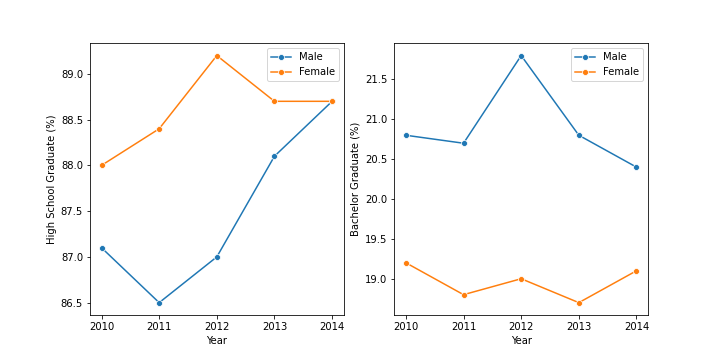 High School Graduate (%)
89.0
88.5
88.0
87.5
87.0
86.5
2010 2011 2012 2013 2014
Year
Male
Female
Bachelor Graduate (%)
21.5
21.0
20.5
20.0
19.5
19.0
2010 2011 2012 2013 2014
Year
Male
Female